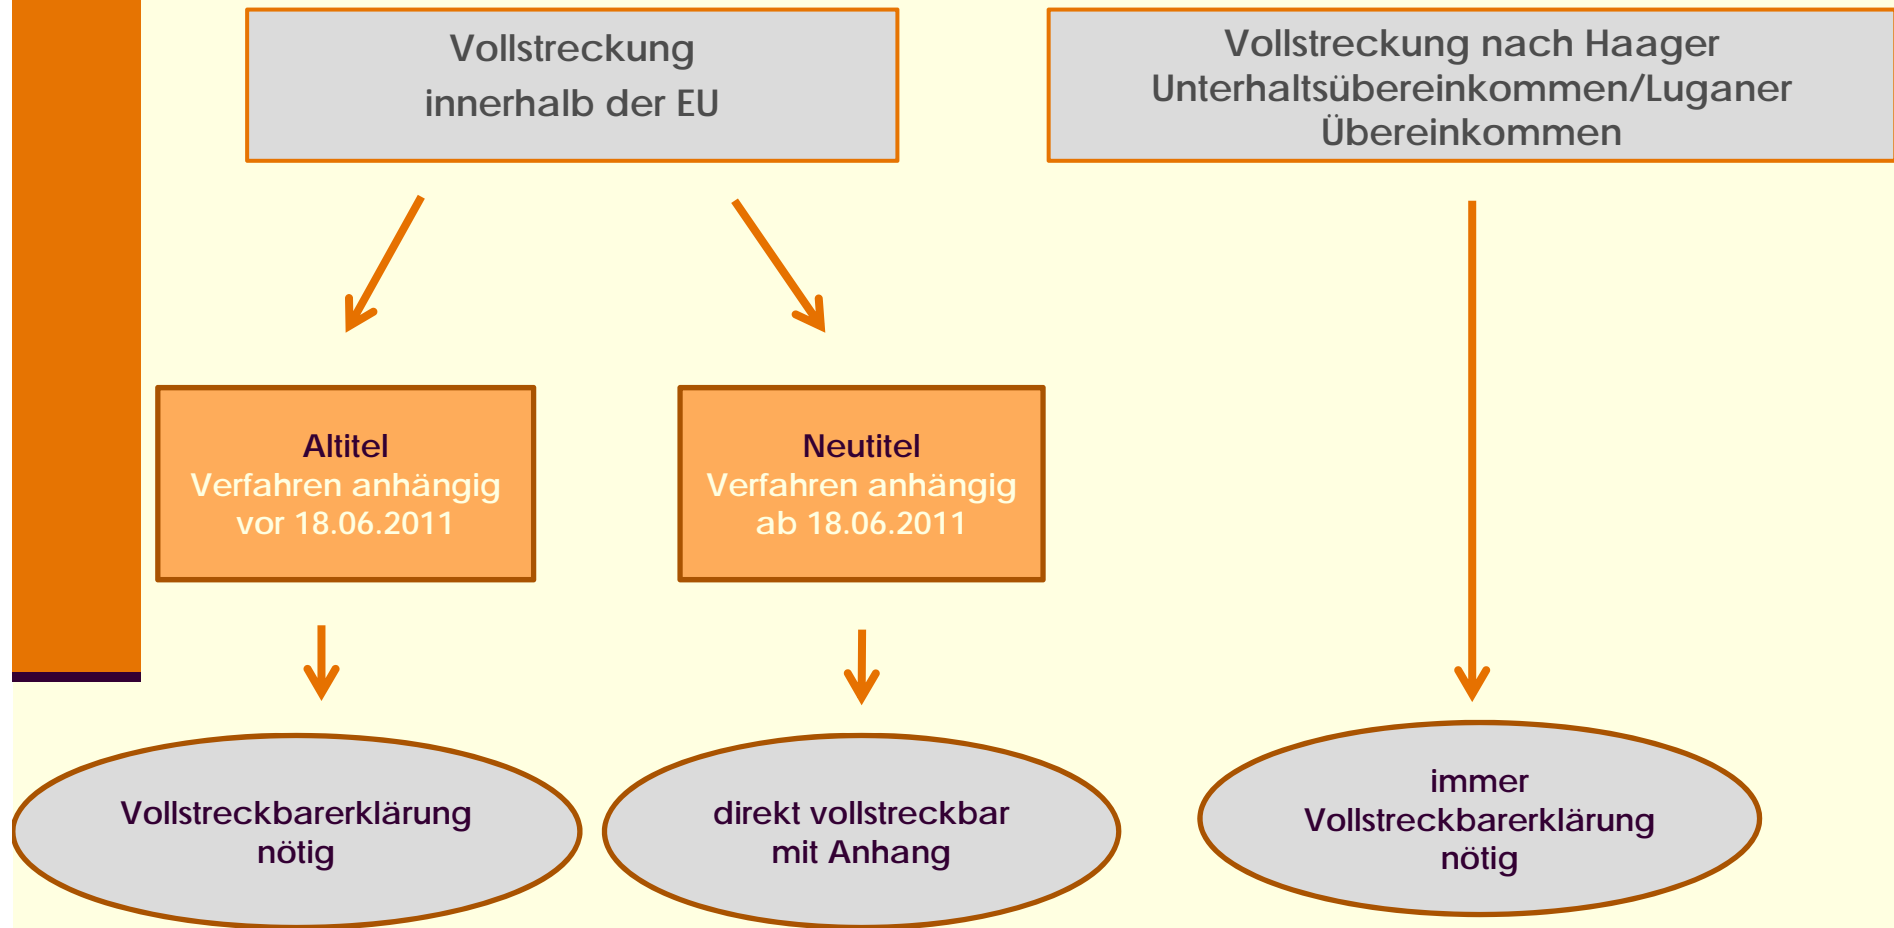 Vollstreckung
innerhalb der EU
Vollstreckung nach Haager
Unterhaltsübereinkommen/Luganer
Übereinkommen
Altitel
Verfahren anhängig
vor 18.06.2011
Neutitel
Verfahren anhängig
ab 18.06.2011
Vollstreckbarerklärung
nötig
direkt vollstreckbar
mit Anhang
immer
Vollstreckbarerklärung
nötig